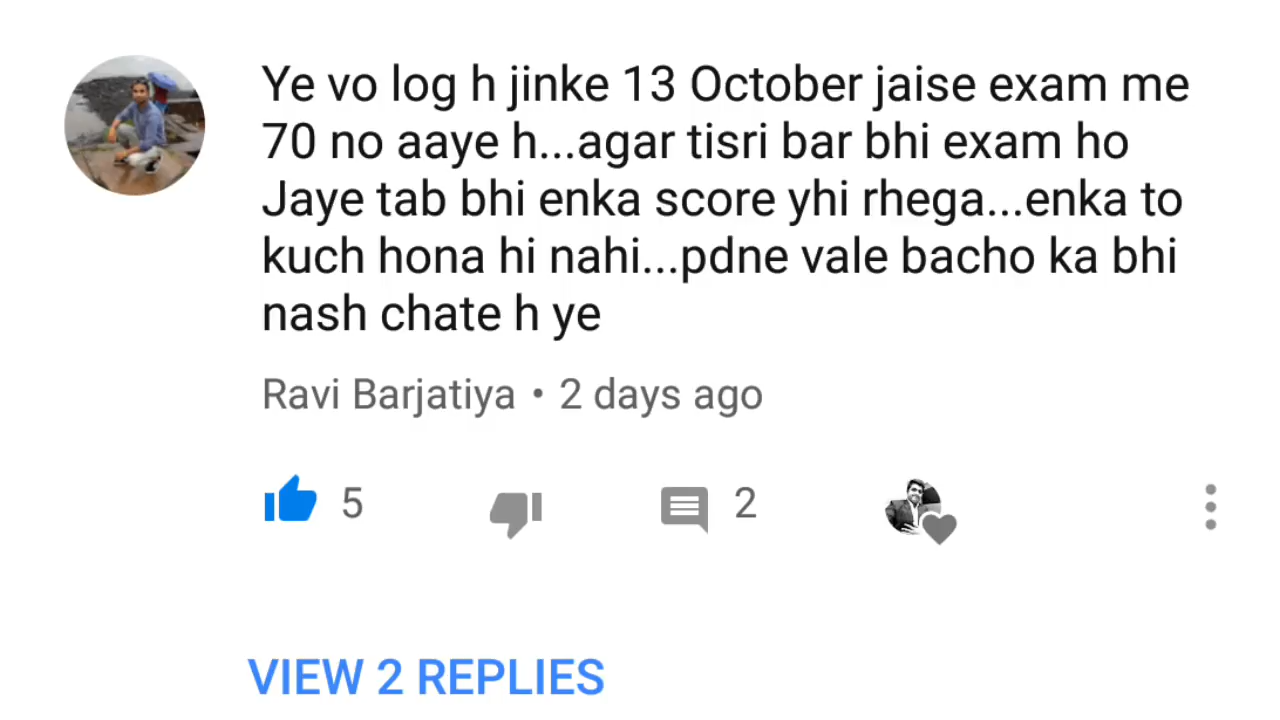 Ye vo log h jinke 13 October jaise exam me
70 no aaye h...agar tisri bar bhi exam ho
Jaye tab bhi enka score yhi rhega...enka to
kuch hona hi nahi...pdne vale bacho ka bhi
nash chate h ye
Ravi Barjatiya • 2 days ago
5 2
VIEW 2 REPLIES